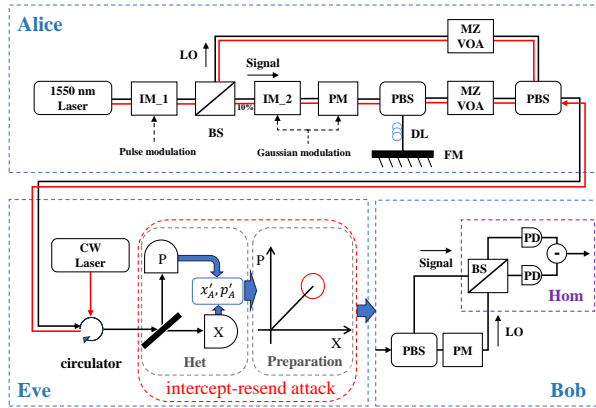 Alice
MZ
VOA
LO
Signal
1550 nm
Laser
IM_1
BS
10%
IM_2
PM
PBS
MZ
VOA
PBS
DL
FM
Pulse modulation
Gaussian modulation
CW
Laser
circulator
P
x'A, p'A
X
Het
P
X
Preparation
intercept-resend attack
Eve
Signal
BS
PD
PD
-
Hom
LO
PBS
PM
Bob